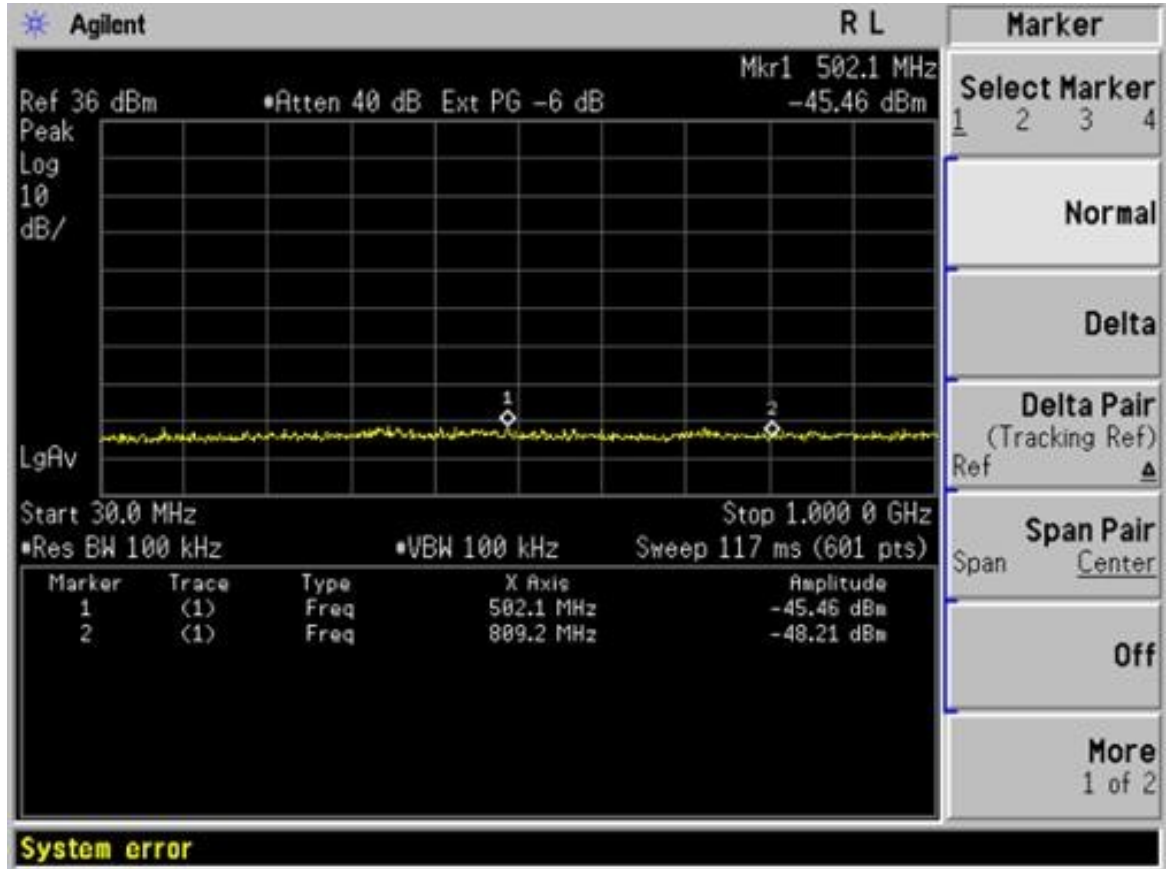 Agilent R L Marker
Mkr1 502.1 MHz
Ref 36 dBm •Atten 40 dB Ext PG -6 dB -45.46 dBm
Peak
Log
10
dB/
1
2
LgAv
Start 30.0 MHz Stop 1.000 0 GHz
•Res BW 100 kHz •VBW 100 kHz Sweep 117 ms (601 pts)
Marker Trace Type X Axis Amplitude
1 (1) Freq 502.1 MHz -45.46 dBm
2 (1) Freq 809.2 MHz -48.21 dBm
Select Marker
1 2 3 4
Normal
Delta
Delta Pair
(Tracking Ref)
Ref Δ
Span Pair
Span Center
Off
More
1 of 2
System error